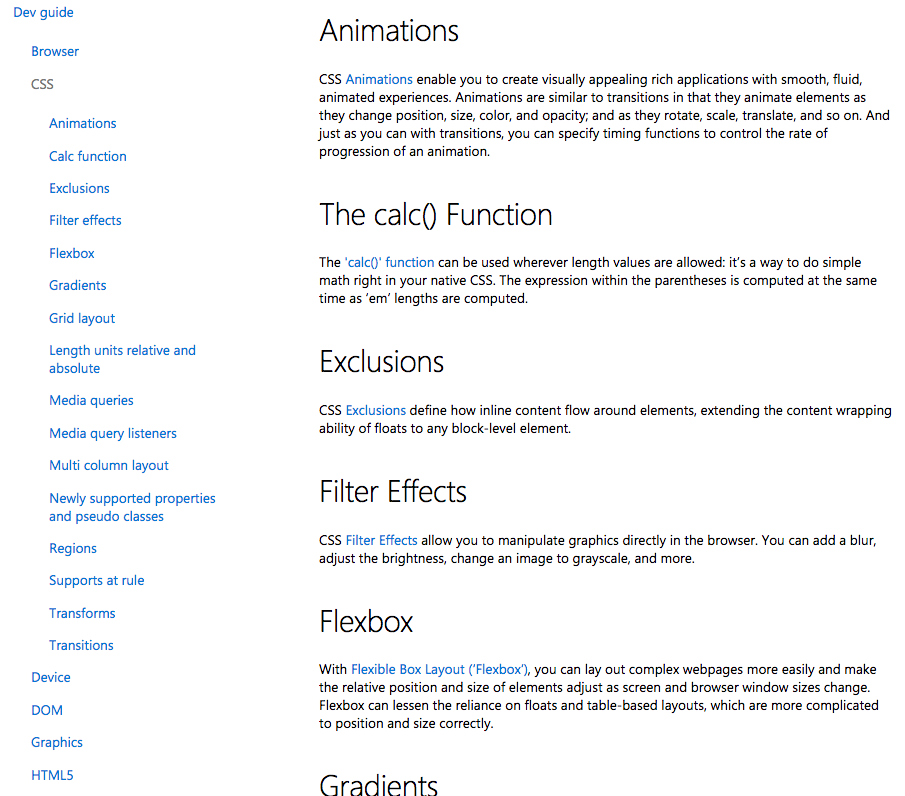 Dev guide
Browser
CSS
Animations
Calc function
Exclusions
Filter effects
Flexbox
Gradients
Grid layout
Length units relative and
absolute
Media queries
Media query listeners
Multi column layout
Newly supported properties
and pseudo classes
Regions
Supports at rule
Transforms
Transitions
Device
DOM
Graphics
HTML5
Animations
CSS Animations enable you to create visually appealing rich applications with smooth, fluid,
animated experiences. Animations are similar to transitions in that they animate elements as
they change position, size, color, and opacity; and as they rotate, scale, translate, and so on. And
just as you can with transitions, you can specify timing functions to control the rate of
progression of an animation.
The calc() Function
The 'calc()' function can be used wherever length values are allowed: it’s a way to do simple
math right in your native CSS. The expression within the parentheses is computed at the same
time as ‘em’ lengths are computed.
Exclusions
CSS Exclusions define how inline content flow around elements, extending the content wrapping
ability of floats to any block-level element.
Filter Effects
CSS Filter Effects allow you to manipulate graphics directly in the browser. You can add a blur,
adjust the brightness, change an image to grayscale, and more.
Flexbox
With Flexible Box Layout (‘Flexbox’), you can lay out complex webpages more easily and make
the relative position and size of elements adjust as screen and browser window sizes change.
Flexbox can lessen the reliance on floats and table-based layouts, which are more complicated
to position and size correctly.
Gradients